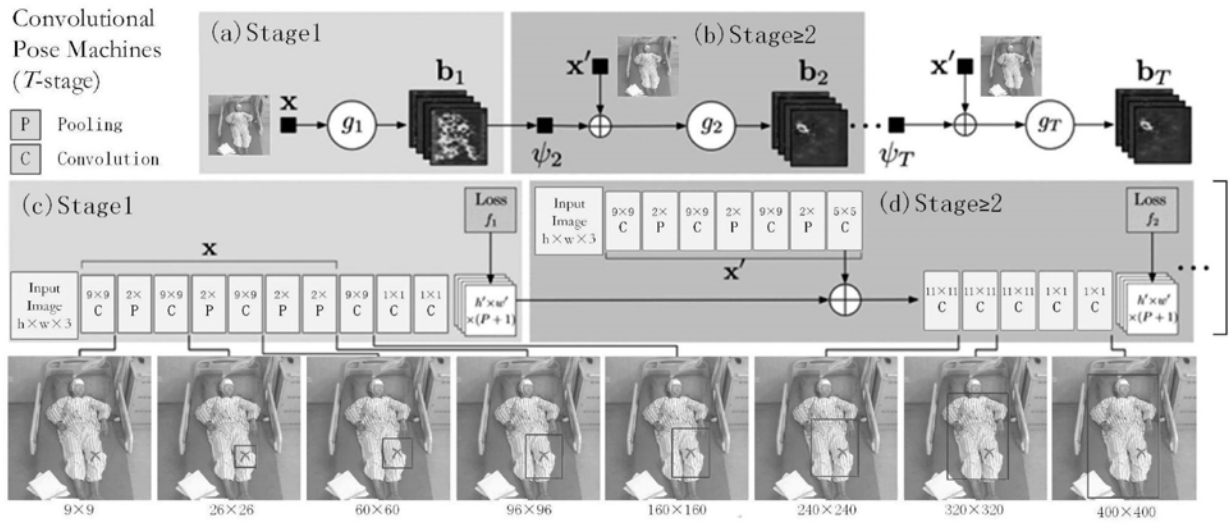 Convolutional
Pose Machines
(T-stage)
P Pooling
C Convolution
(a) Stage1
x
g₁
b₁
(b) Stage≥2
x′
ψ₂
g₂
b₂
x′
ψ_T
g_T
b_T
(c) Stage1
Loss
f₁
x
Input
Image
h×w×3
9×9
C
2×
P
9×9
C
2×
P
9×9
C
2×
P
2×
P
9×9
C
1×1
C
1×1
C
h′×w′
×(P+1)
(d) Stage≥2
Input
Image
h×w×3
9×9
C
2×
P
9×9
C
2×
P
9×9
C
2×
P
5×5
C
x′
11×11
C
11×11
C
11×11
C
1×1
C
1×1
C
Loss
f₂
h′×w′
×(P+1)
9×9
26×26
60×60
96×96
160×160
240×240
320×320
400×400